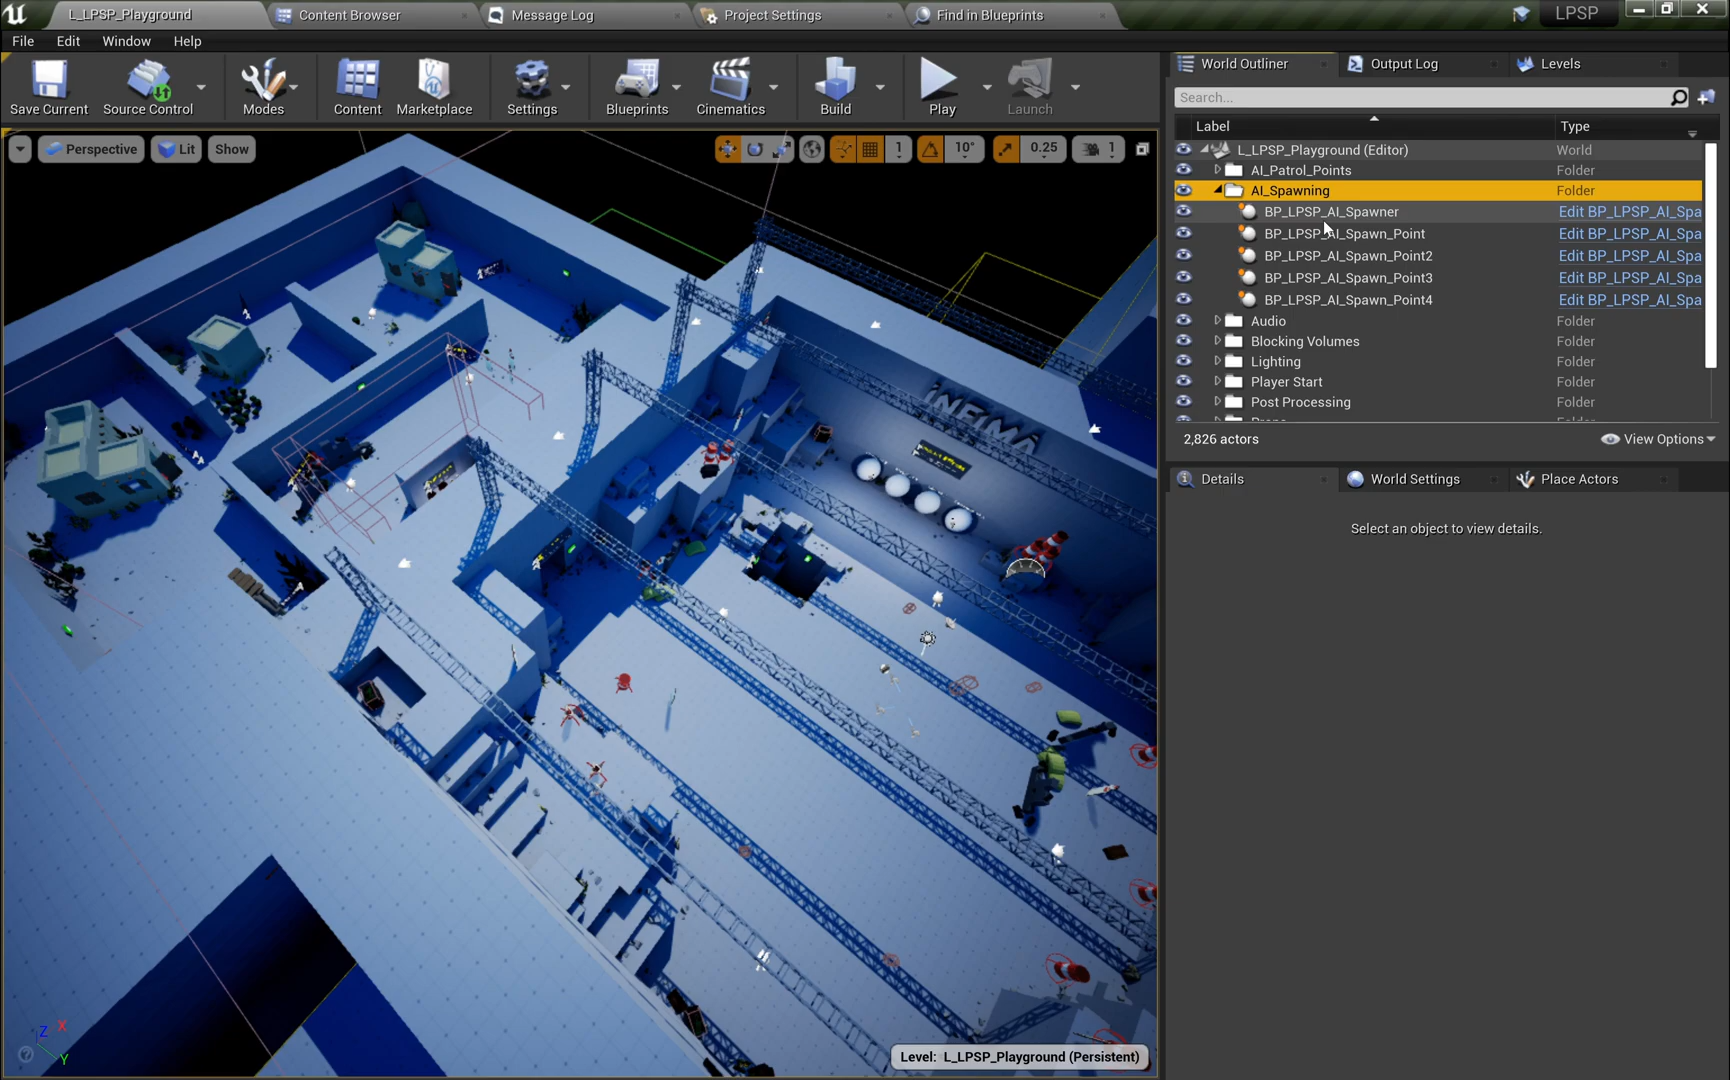 L_LPSP_Playground
Content Browser
Message Log
Project Settings
Find in Blueprints
LPSP
File
Edit
Window
Help
Save Current
Source Control
Modes
Content
Marketplace
Settings
Blueprints
Cinematics
Build
Play
Launch
Perspective
Lit
Show
1
10°
0.25
1
INFIMA
Z
X
Y
Level: L_LPSP_Playground (Persistent)
World Outliner
Output Log
Levels
Search...
Label
Type
L_LPSP_Playground (Editor)
World
AI_Patrol_Points
Folder
AI_Spawning
Folder
BP_LPSP_AI_Spawner
Edit BP_LPSP_AI_Spa
BP_LPSP_AI_Spawn_Point
Edit BP_LPSP_AI_Spa
BP_LPSP_AI_Spawn_Point2
Edit BP_LPSP_AI_Spa
BP_LPSP_AI_Spawn_Point3
Edit BP_LPSP_AI_Spa
BP_LPSP_AI_Spawn_Point4
Edit BP_LPSP_AI_Spa
Audio
Folder
Blocking Volumes
Folder
Lighting
Folder
Player Start
Folder
Post Processing
Folder
2,826 actors
View Options
Details
World Settings
Place Actors
Select an object to view details.